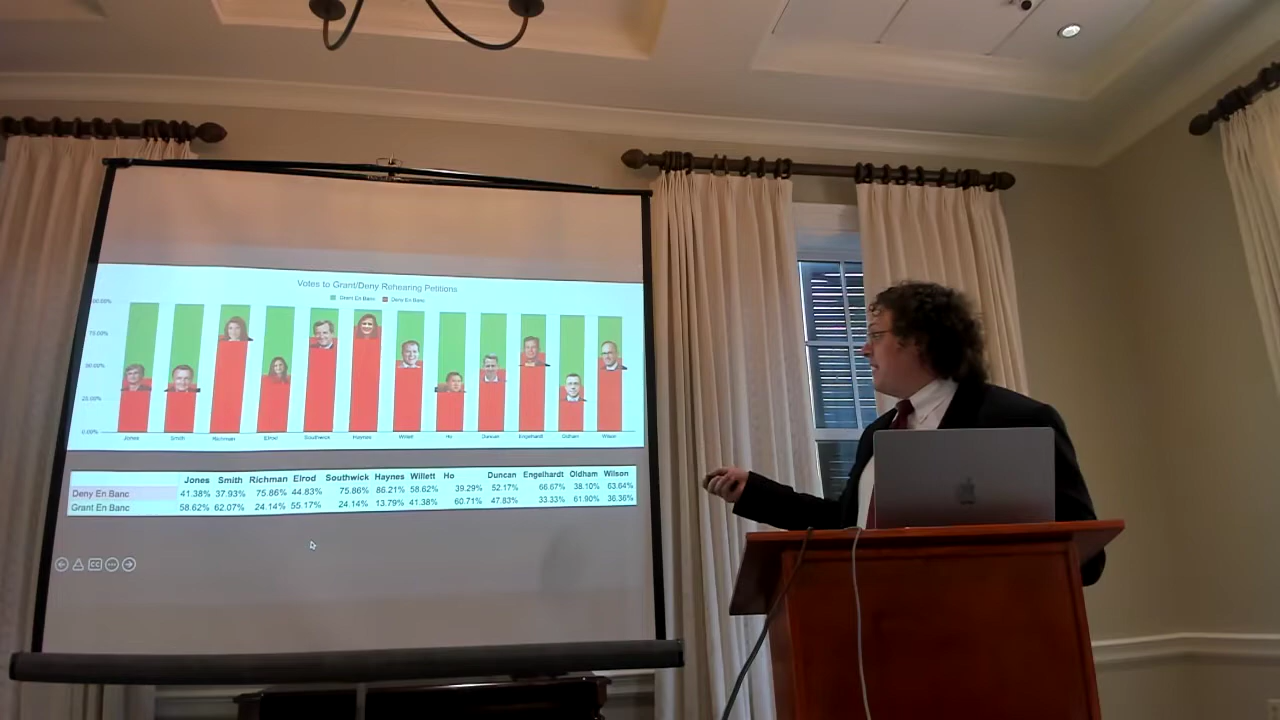 Votes to Grant/Deny Rehearing Petitions
Grant En Banc Deny En Banc
75.00%
50.00%
25.00%
0.00%
Jones Smith Richman Elrod Southwick Haynes Willett Ho Duncan Engelhardt Oldham Wilson
Jones Smith Richman Elrod Southwick Haynes Willett Ho Duncan Engelhardt Oldham Wilson
Deny En Banc 41.38% 37.93% 75.86% 44.83% 75.86% 86.21% 58.62% 39.29% 52.17% 66.67% 38.10% 63.64%
Grant En Banc 58.62% 62.07% 24.14% 55.17% 24.14% 13.79% 41.38% 60.71% 47.83% 33.33% 61.90% 36.36%
CC